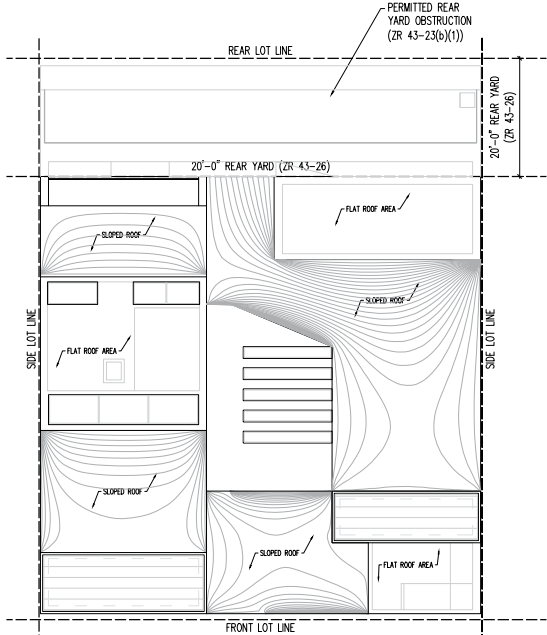 PERMITTED REAR
YARD OBSTRUCTION
(ZR 43-23(b)(1))
REAR LOT LINE
20'-0" REAR YARD
(ZR 43-26)
20'-0" REAR YARD (ZR 43-26)
FLAT ROOF AREA
SLOPED ROOF
SLOPED ROOF
SIDE LOT LINE
SIDE LOT LINE
FLAT ROOF AREA
SLOPED ROOF
SLOPED ROOF
FLAT ROOF AREA
FRONT LOT LINE